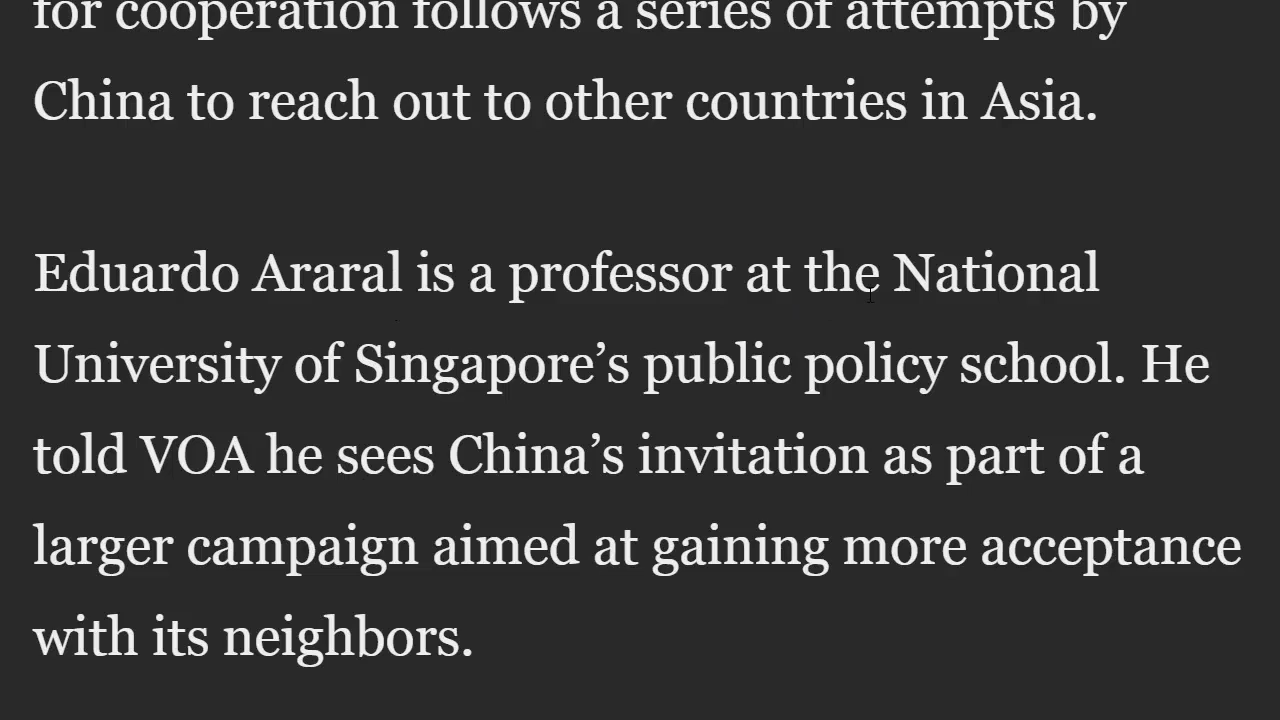 for cooperation follows a series of attempts by
China to reach out to other countries in Asia.
Eduardo Araral is a professor at the National
University of Singapore’s public policy school. He
told VOA he sees China’s invitation as part of a
larger campaign aimed at gaining more acceptance
with its neighbors.